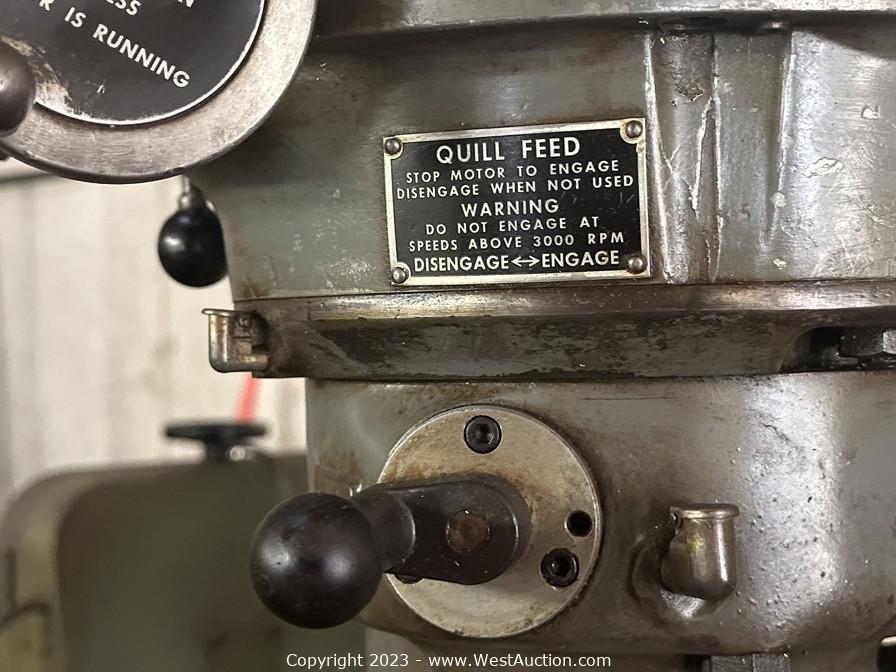 ESS
IS RUNNING
QUILL FEED
STOP MOTOR TO ENGAGE
DISENGAGE WHEN NOT USED
WARNING
DO NOT ENGAGE AT
SPEEDS ABOVE 3000 RPM
DISENGAGE↔ENGAGE
Copyright 2023 - www.WestAuction.com